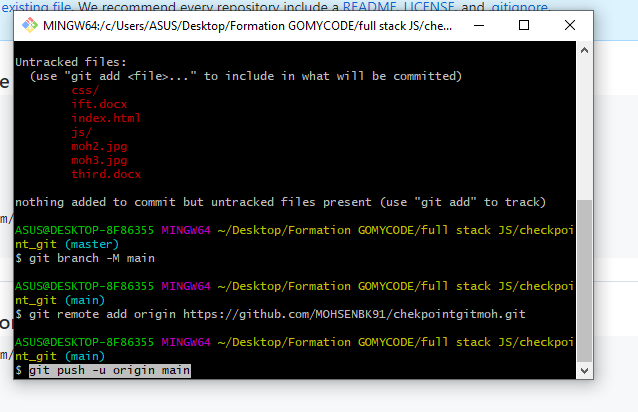 existing file. We recommend every repository include a README, LICENSE, and .gitignore.
MINGW64:/c/Users/ASUS/Desktop/Formation GOMYCODE/full stack JS/chec...
Untracked files:
(use "git add <file>..." to include in what will be committed)
css/
ift.docx
index.html
js/
moh2.jpg
moh3.jpg
third.docx
nothing added to commit but untracked files present (use "git add" to track)
ASUS@DESKTOP-8F86355 MINGW64 ~/Desktop/Formation GOMYCODE/full stack JS/checkpoi
nt_git (master)
$ git branch -M main
ASUS@DESKTOP-8F86355 MINGW64 ~/Desktop/Formation GOMYCODE/full stack JS/checkpoi
nt_git (main)
$ git remote add origin https://github.com/MOHSENBK91/chekpointgitmoh.git
ASUS@DESKTOP-8F86355 MINGW64 ~/Desktop/Formation GOMYCODE/full stack JS/checkpoi
nt_git (main)
$ git push -u origin main